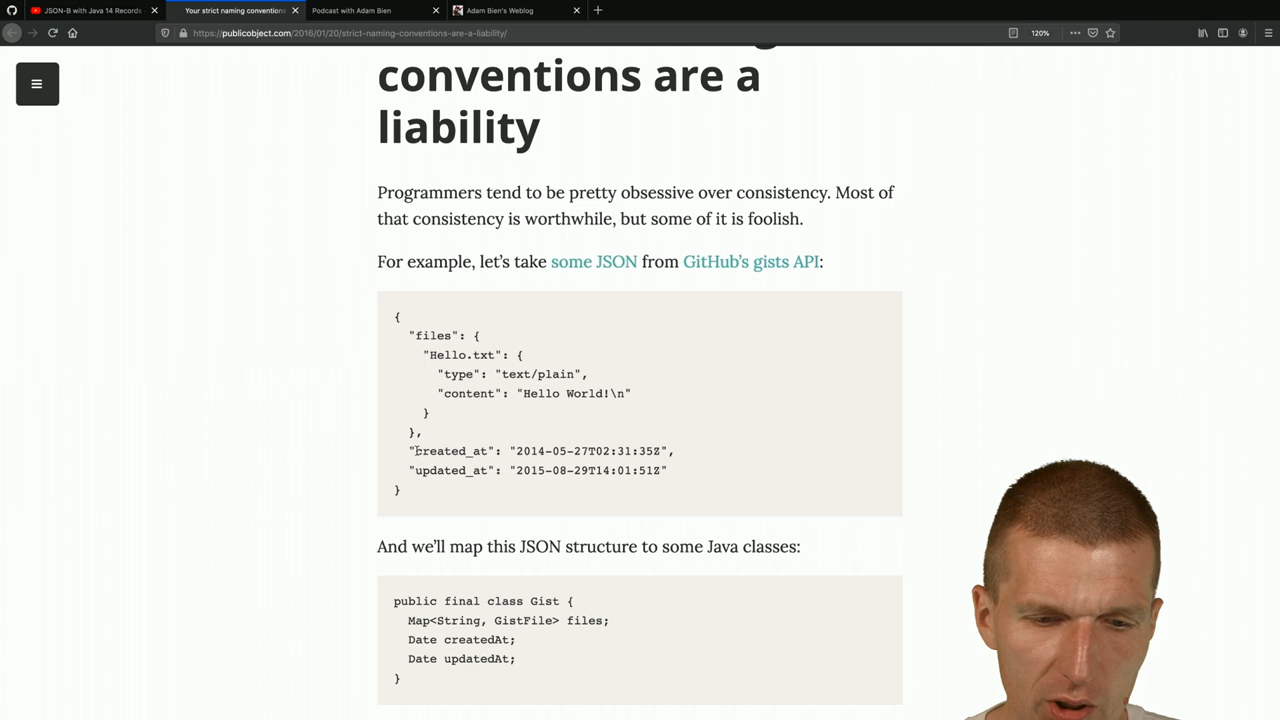 JSON-B with Java 14 Records
Your strict naming conventions
Podcast with Adam Bien
Adam Bien's Weblog
https://publicobject.com/2016/01/20/strict-naming-conventions-are-a-liability/
120%
conventions are a
liability
Programmers tend to be pretty obsessive over consistency. Most of
that consistency is worthwhile, but some of it is foolish.
For example, let’s take some JSON from GitHub’s gists API:
{
"files": {
"Hello.txt": {
"type": "text/plain",
"content": "Hello World!\n"
}
},
"created_at": "2014-05-27T02:31:35Z",
"updated_at": "2015-08-29T14:01:51Z"
}
And we’ll map this JSON structure to some Java classes:
public final class Gist {
Map<String, GistFile> files;
Date createdAt;
Date updatedAt;
}